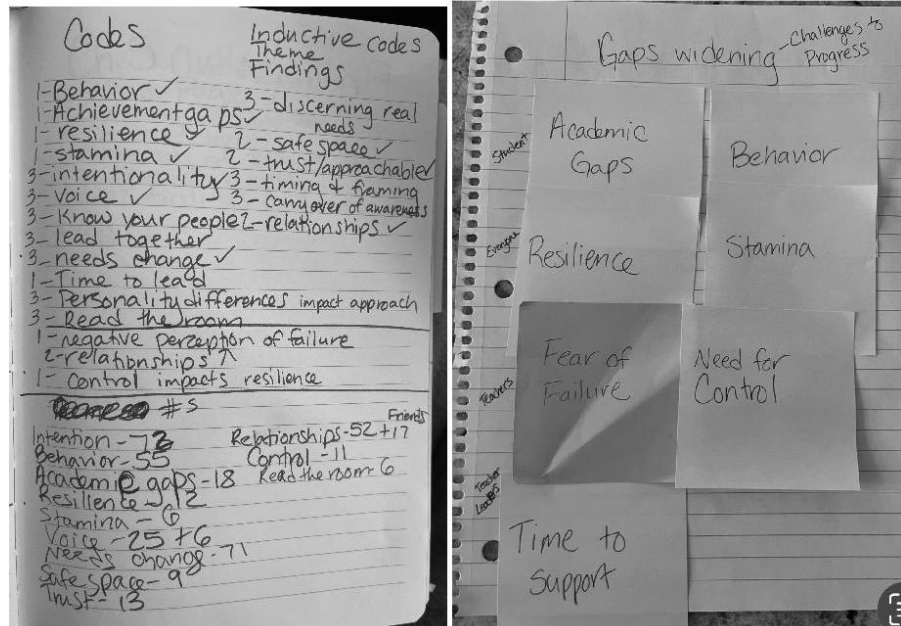 Codes
Inductive codes
Theme
Findings
1-Behavior ✓
1-Achievement gaps ✓
1-resilience ✓
1-stamina ✓
3-intentionality ✓
3-Voice ✓
3-Know your people
3-lead together
3-needs change ✓
1-Time to lead
3-Personality differences impact approach
3-Read the room
3-discerning real
needs
2-safe space ✓
2-trust/approachable ✓
3-timing & framing
3-carryover of awareness
2-relationships ✓
1-negative perception of failure
2-relationships
1-Control impacts resilience
#s
Intention-73
Behavior-55
Academic gaps-18
Resilience-12
Stamina-6
Voice-25+6
Needs change-71
Safe space-9
Trust-13
Friends
Relationships-52+17
Control-11
Read the room-6
Gaps widening-Challenges to
Progress
Student
Academic
Gaps
Behavior
Everyone
Resilience
Stamina
Teachers
Fear of
Failure
Need for
Control
Teacher
Leaders
Time to
support